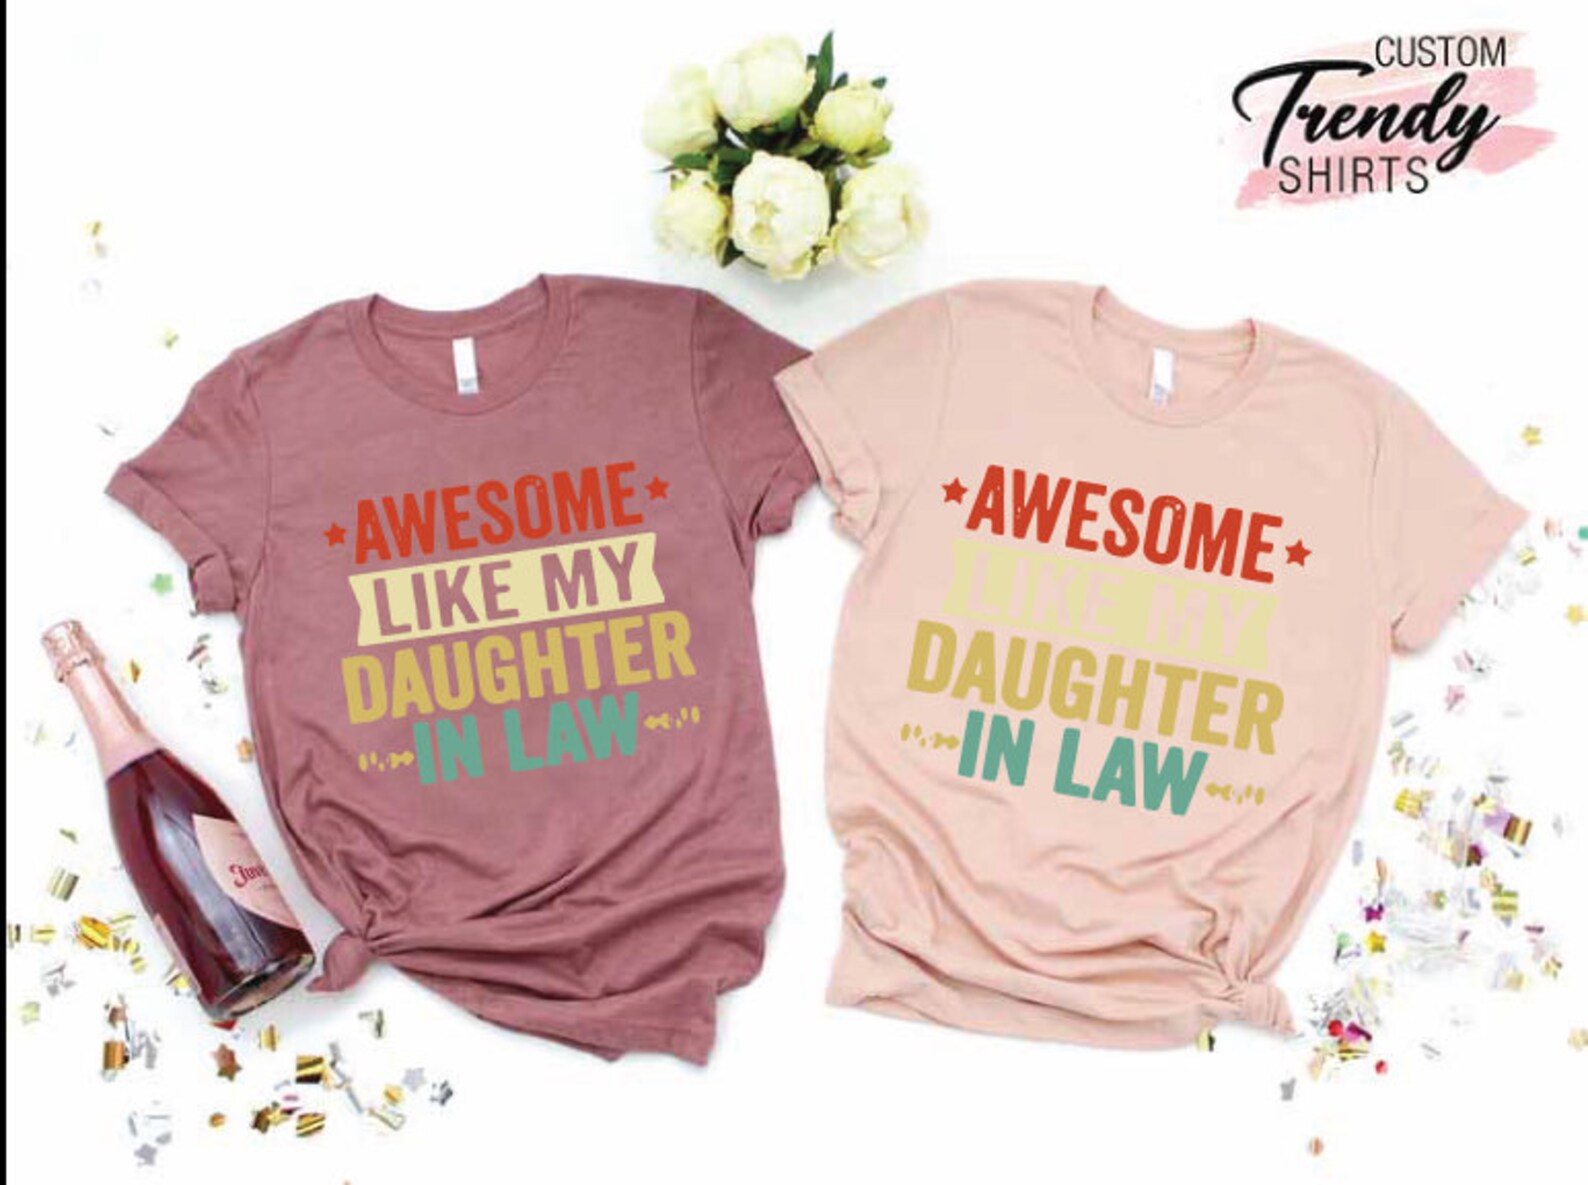 CUSTOM
Trendy
SHIRTS
AWESOME
LIKE MY
DAUGHTER
IN LAW
AWESOME
LIKE MY
DAUGHTER
IN LAW